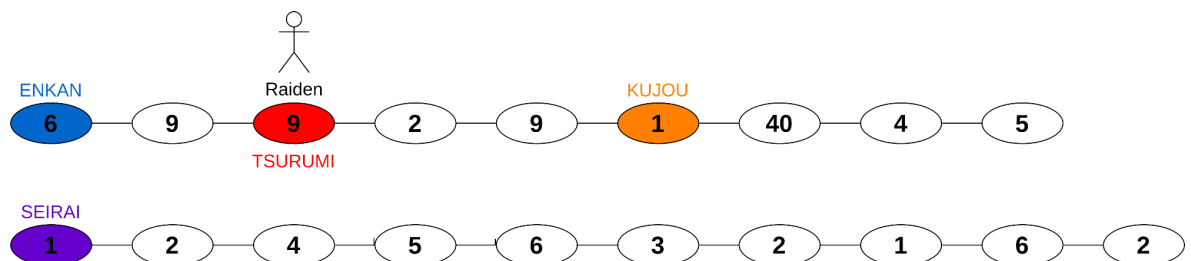 ENKAN Raiden KUJOU
6 9 9 2 9 1 40 4 5
TSURUMI
SEIRAI
1 2 4 5 6 3 2 1 6 2